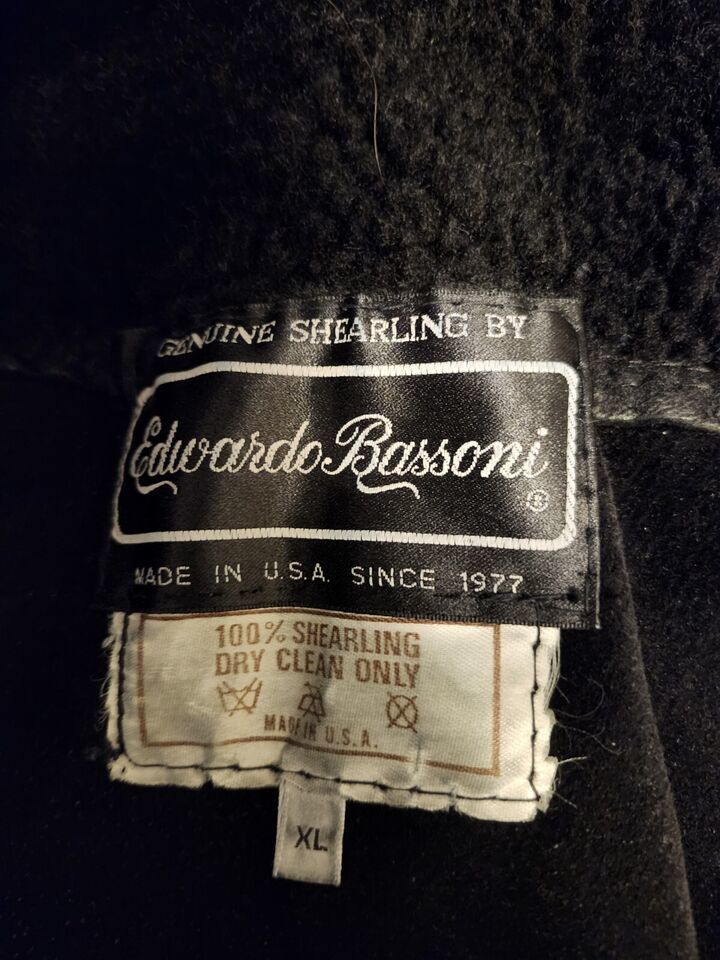 GENUINE SHEARLING BY
Edwardo Bassoni
®
MADE IN U.S.A. SINCE 1977
100% SHEARLING
DRY CLEAN ONLY
MADE IN U.S.A.
XL